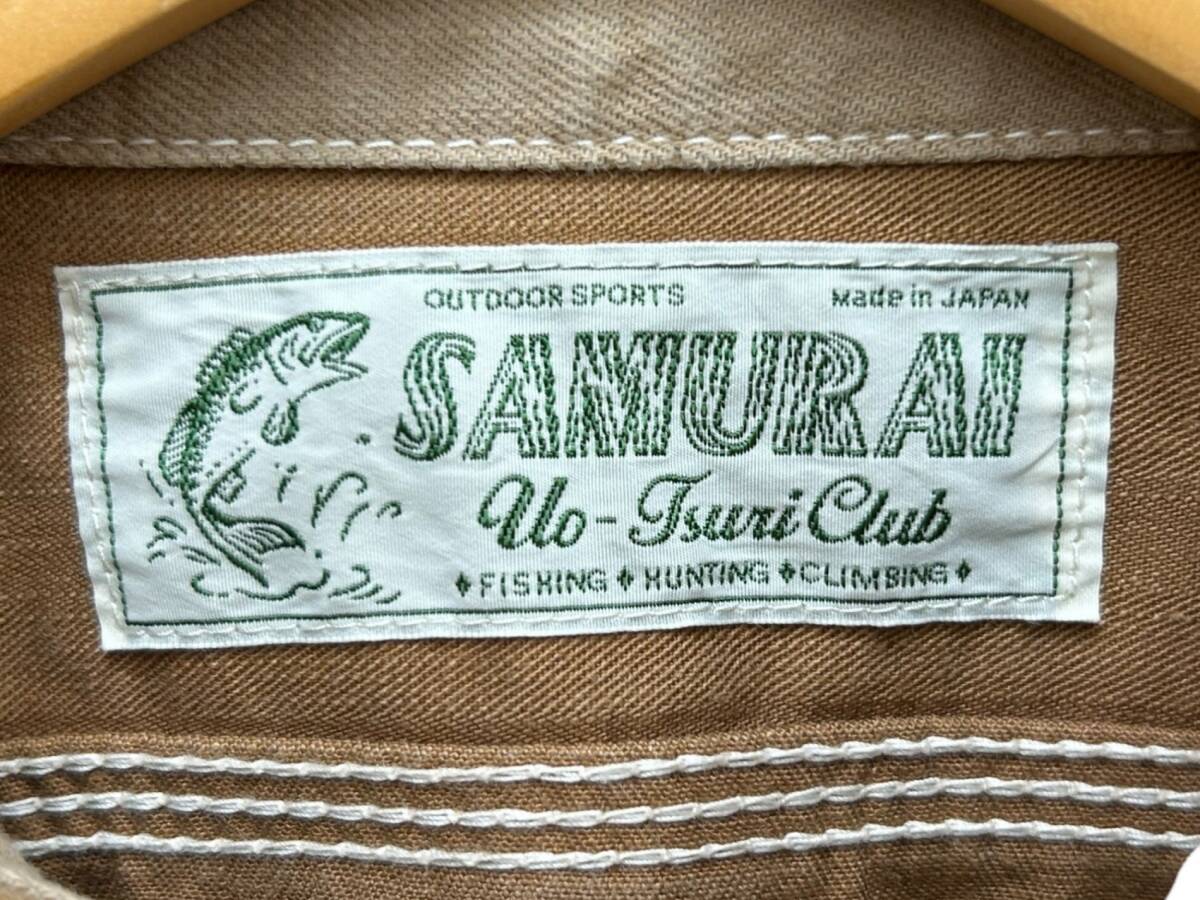 OUTDOOR SPORTS Made in JAPAN
SAMURAI
Uo-Tsuri Club
♦FISHING♦HUNTING♦CLIMBING♦